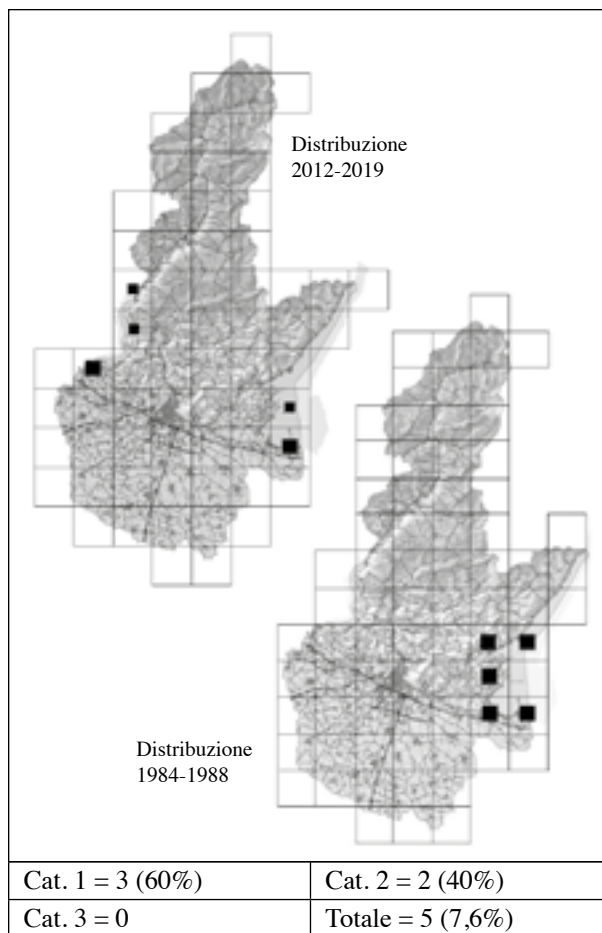 Distribuzione
2012-2019
Distribuzione
1984-1988
Cat. 1 = 3 (60%)
Cat. 2 = 2 (40%)
Cat. 3 = 0
Totale = 5 (7,6%)